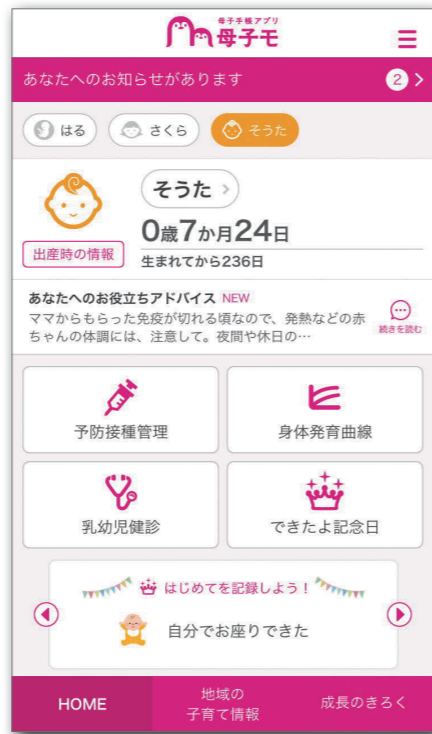 母子手帳アプリ
母子モ
あなたへのお知らせがあります 2
はる さくら そうた
そうた
0歳7か月24日
出産時の情報
生まれてから236日
あなたへのお役立ちアドバイス NEW
ママからもらった免疫が切れる頃なので、発熱などの赤
ちゃんの体調には、注意して。夜間や休日の…
続きを読む
予防接種管理 身体発育曲線
乳幼児健診 できたよ記念日
はじめてを記録しよう！
自分でお座りできた
HOME
地域の
子育て情報
成長のきろく